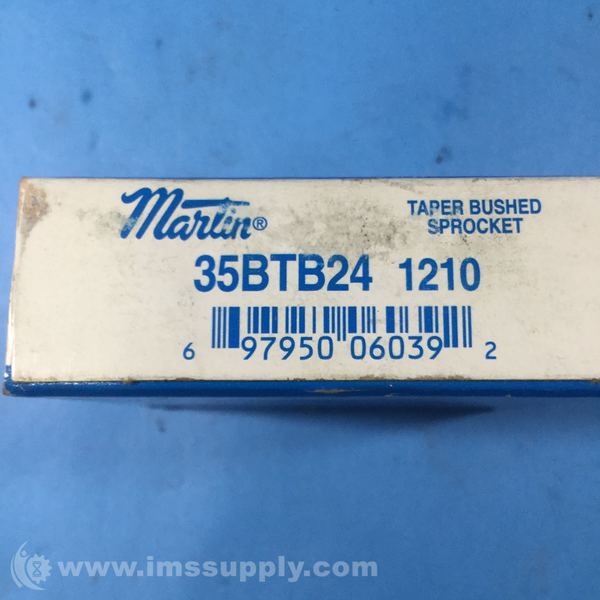 Martin®
TAPER BUSHED
SPROCKET
35BTB24 1210
6 97950 06039 2
www.imssupply.com